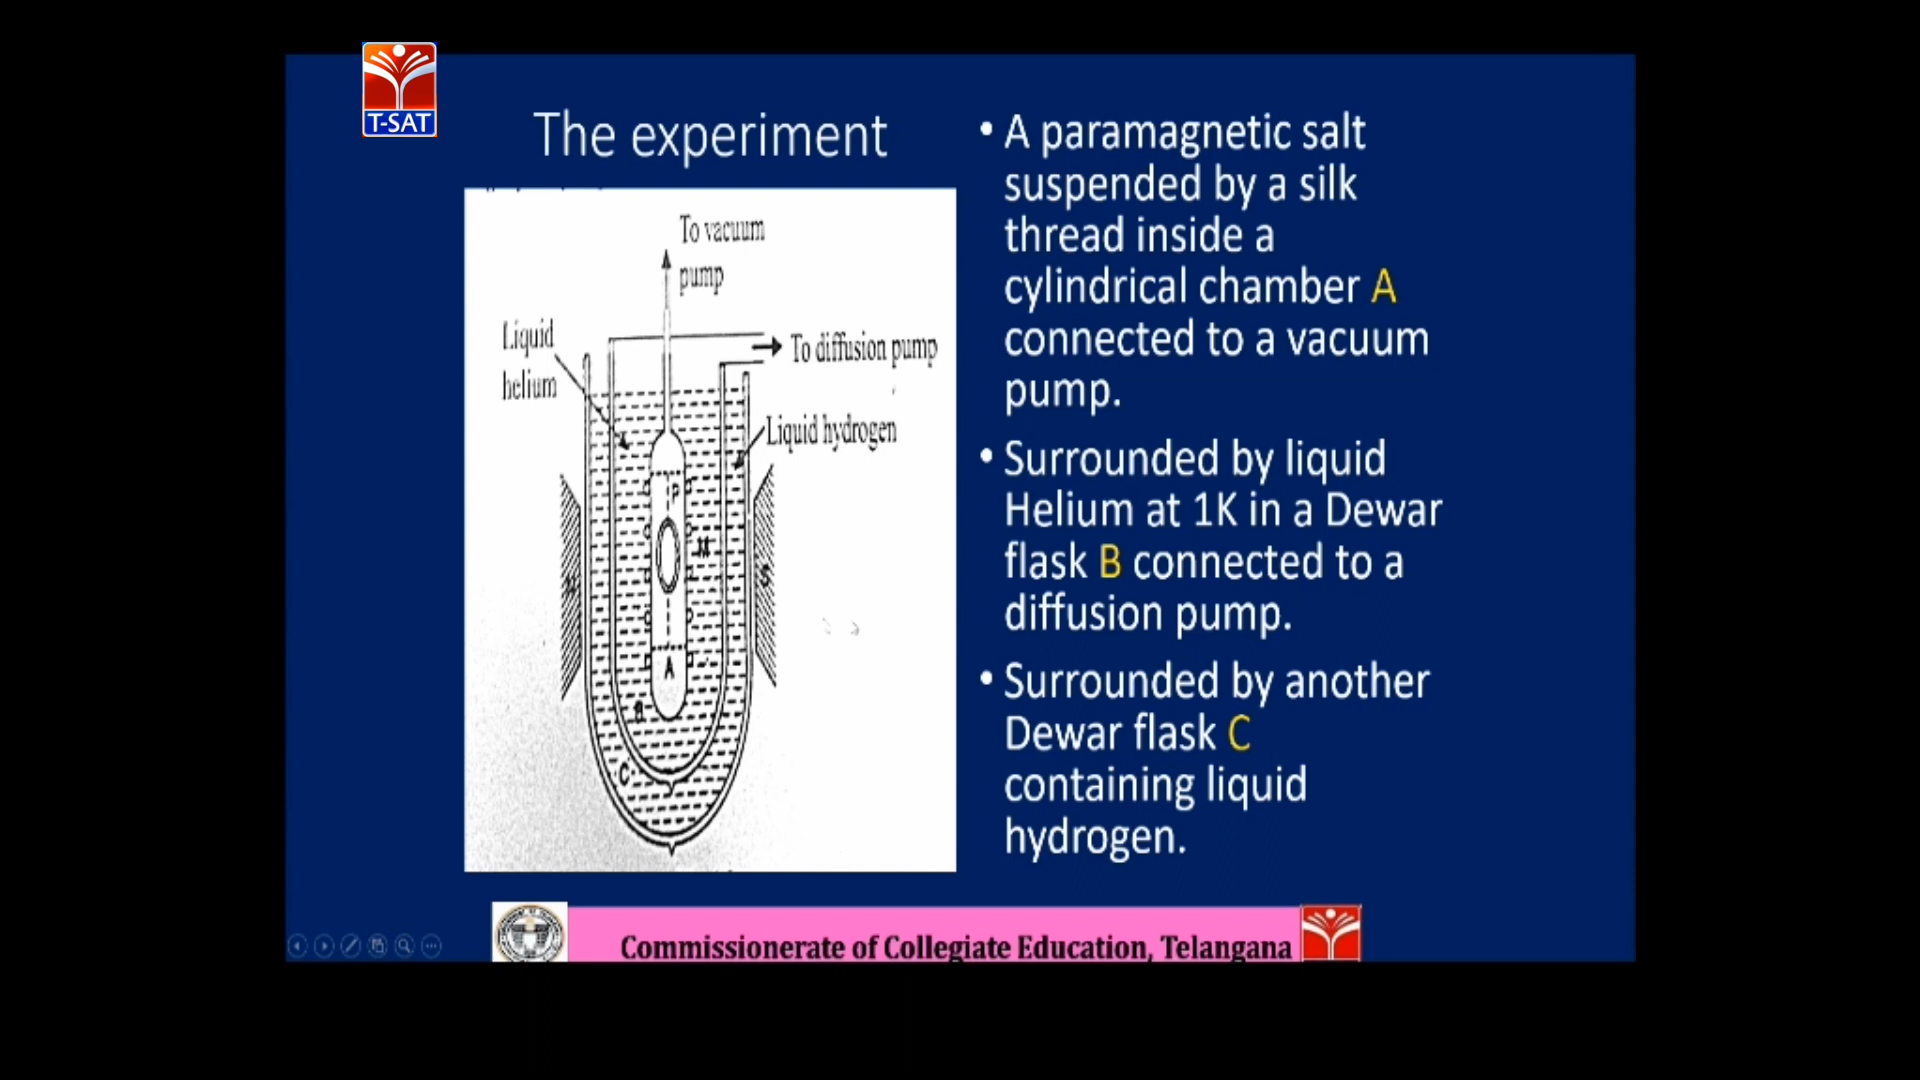 T-SAT
The experiment
To vacuum
pump
Liquid
helium
To diffusion pump
Liquid hydrogen
P
M
S
A
B
C
• A paramagnetic salt
suspended by a silk
thread inside a
cylindrical chamber A
connected to a vacuum
pump.
• Surrounded by liquid
Helium at 1K in a Dewar
flask B connected to a
diffusion pump.
• Surrounded by another
Dewar flask C
containing liquid
hydrogen.
Commissionerate of Collegiate Education, Telangana